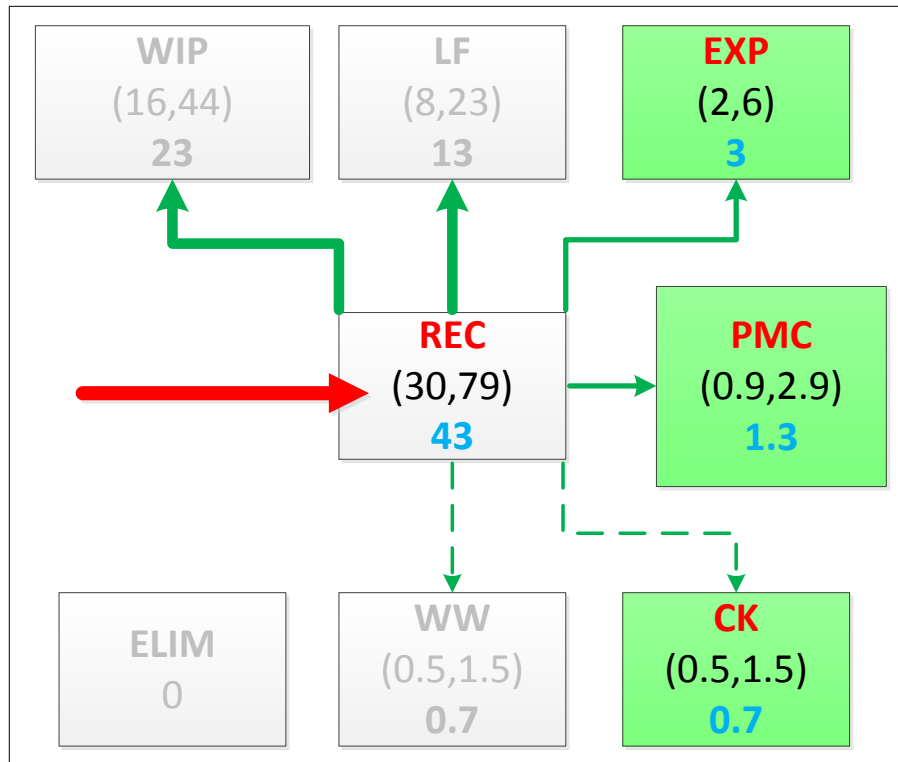 WIP
(16,44)
23
LF
(8,23)
13
EXP
(2,6)
3
REC
(30,79)
43
PMC
(0.9,2.9)
1.3
ELIM
0
WW
(0.5,1.5)
0.7
CK
(0.5,1.5)
0.7